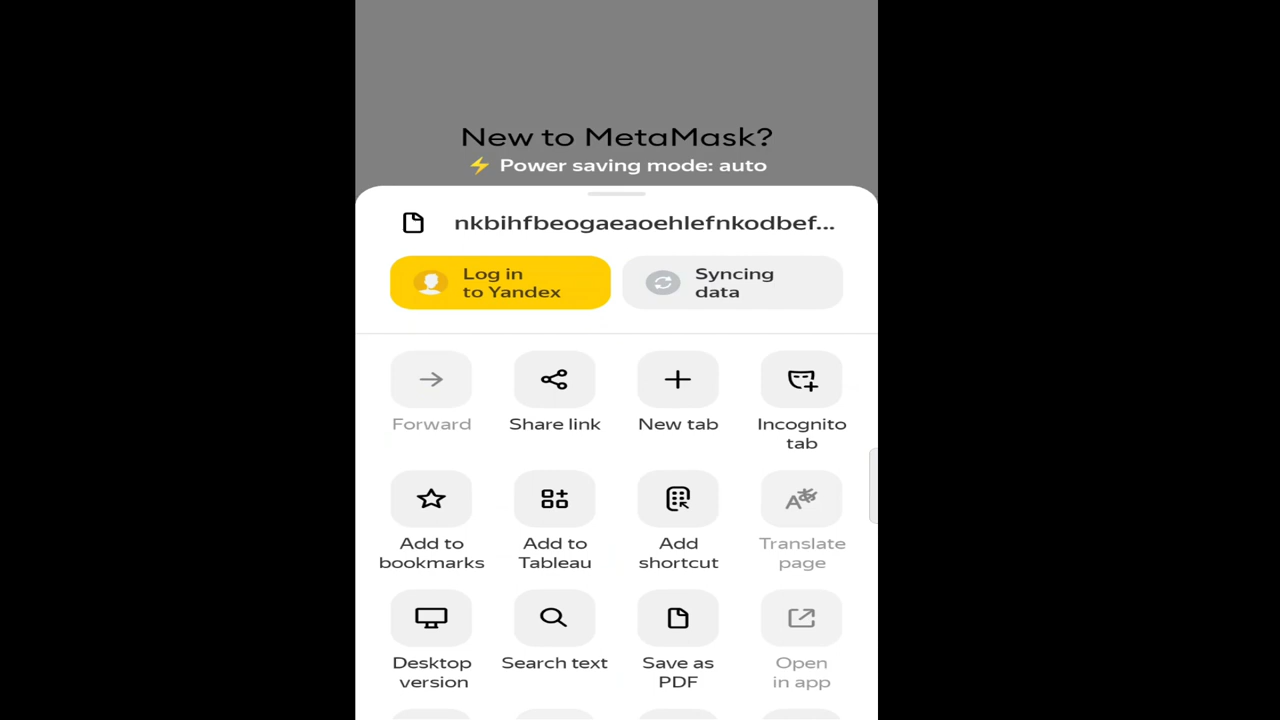 New to MetaMask?
⚡ Power saving mode: auto
nkbihfbeogaeaoehlefnkodbef...
Log in
to Yandex
Syncing
data
Forward
Share link
New tab
Incognito
tab
Add to
bookmarks
Add to
Tableau
Add
shortcut
Translate
page
Desktop
version
Search text
Save as
PDF
Open
in app